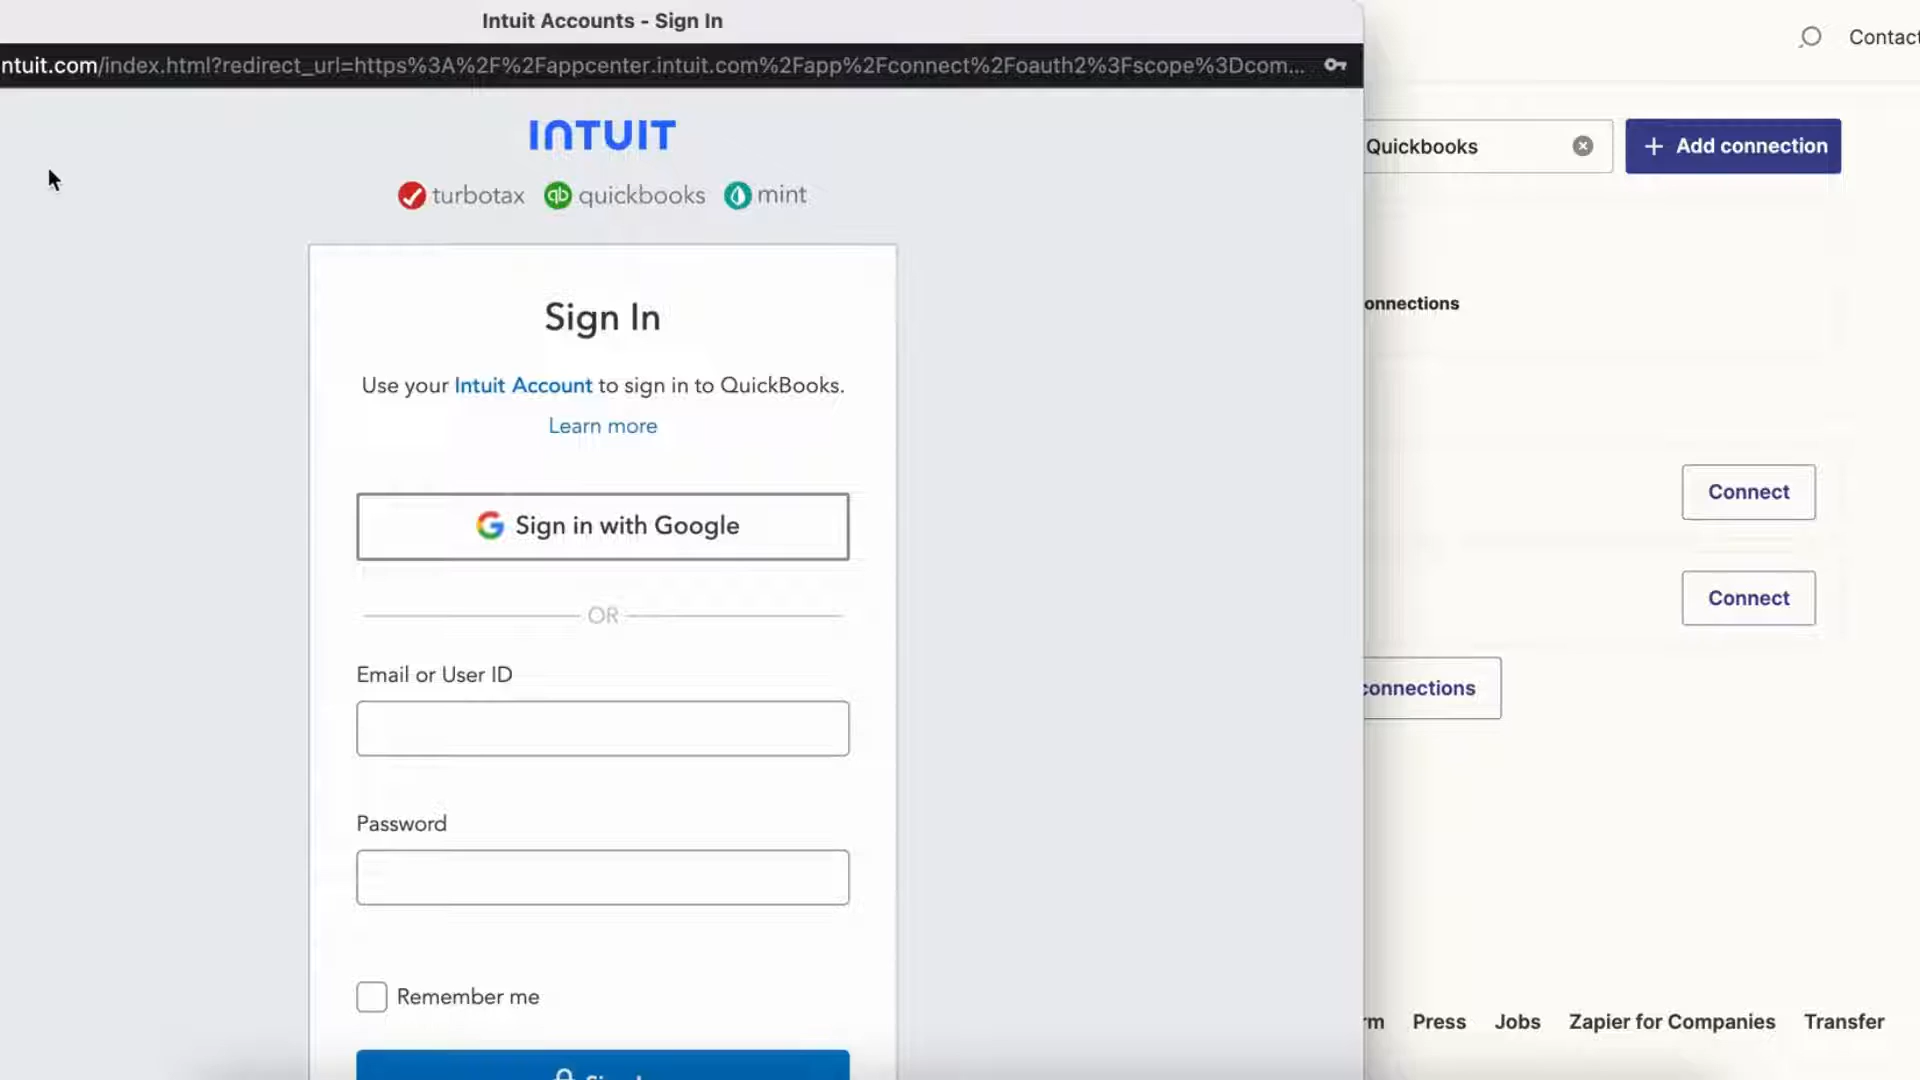 Intuit Accounts - Sign In
ntuit.com/index.html?redirect_url=https%3A%2F%2Fappcenter.intuit.com%2Fapp%2Fconnect%2Foauth2%3Fscope%3Dcom...
Contact
INTUIT
Quickbooks
+ Add connection
turbotax quickbooks mint
Sign In
onnections
Use your Intuit Account to sign in to QuickBooks.
Learn more
Connect
Sign in with Google
Connect
OR
Email or User ID
connections
Password
Remember me
rm Press Jobs Zapier for Companies Transfer